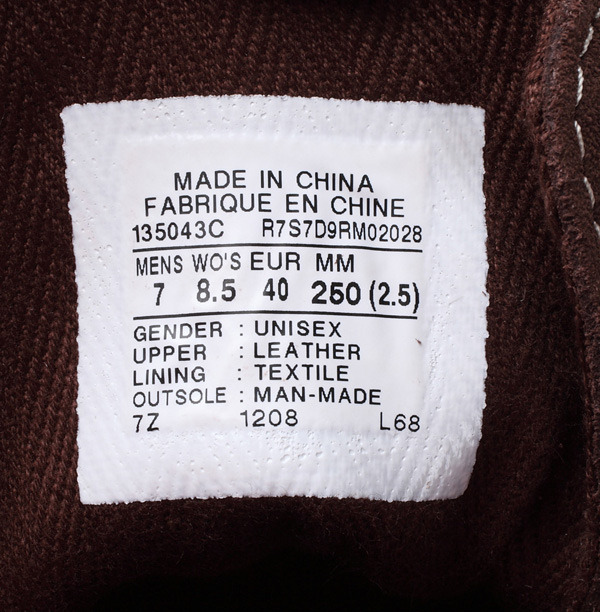 MADE IN CHINA
FABRIQUE EN CHINE
135043C R7S7D9RM02028
MENS WO'S EUR MM
7 8.5 40 250 (2.5)
GENDER : UNISEX
UPPER : LEATHER
LINING : TEXTILE
OUTSOLE : MAN-MADE
7Z 1208 L68